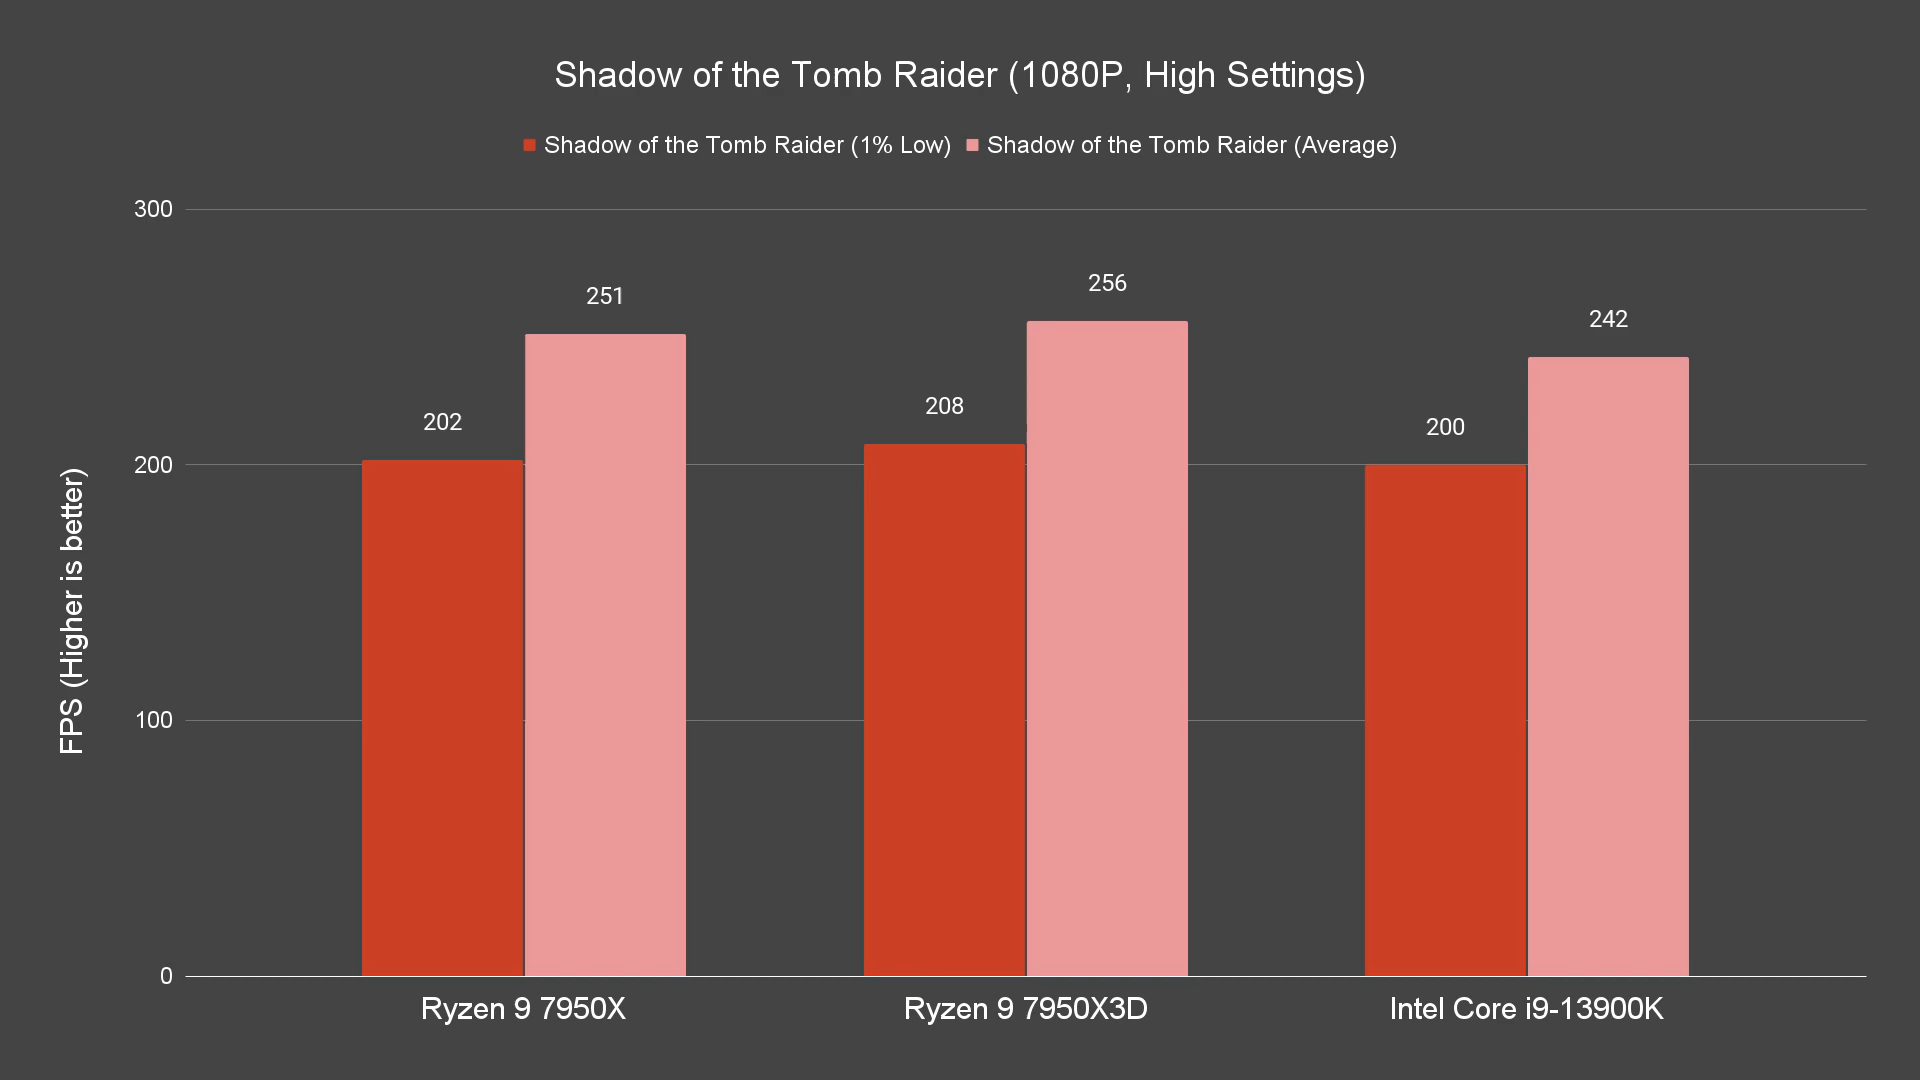 Shadow of the Tomb Raider (1080P, High Settings)
Shadow of the Tomb Raider (1% Low) Shadow of the Tomb Raider (Average)
FPS (Higher is better)
300
200
100
0
202
251
208
256
200
242
Ryzen 9 7950X
Ryzen 9 7950X3D
Intel Core i9-13900K